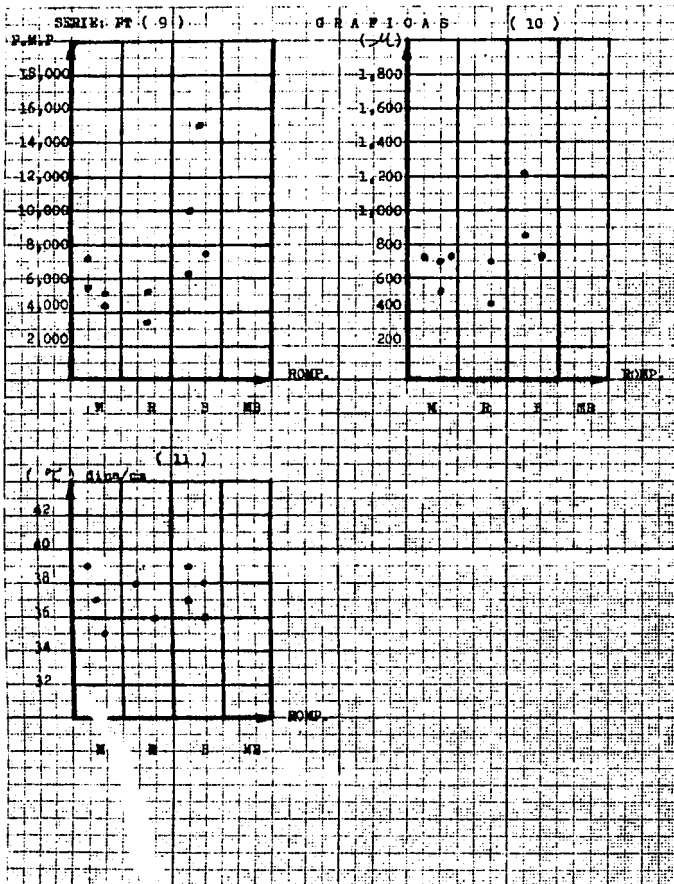 SERIE: PT ( 9 ) G R A F I C A S ( 10 )
P.M.P (μ)
18,000 1,800
16,000 1,600
14,000 1,400
12,000 1,200
10,000 1,000
8,000 800
6,000 600
4,000 400
2,000 200
ROMP. ROMP.
M R B MB M R B MB
( 11 )
( τ ) dina/cm
42
40
38
36
34
32
ROMP.
M R B MB